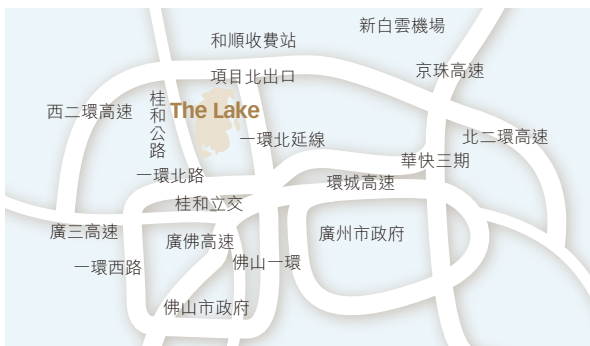 新白雲機場
和順收費站
京珠高速
項目北出口
西二環高速
桂和公路
The Lake
一環北延線
北二環高速
華快三期
一環北路
環城高速
桂和立交
廣三高速
廣佛高速
廣州市政府
一環西路
佛山一環
佛山市政府